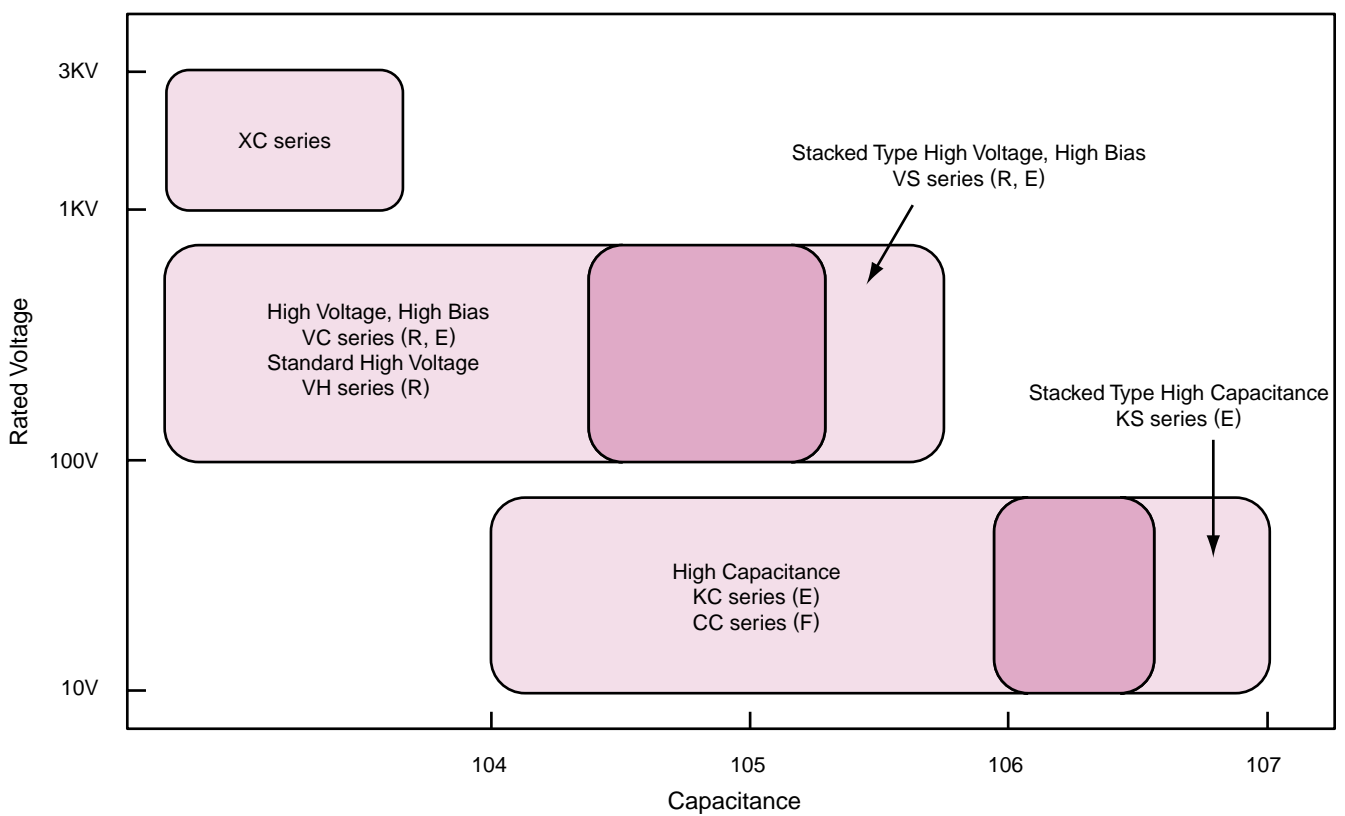 3KV
XC series
Stacked Type High Voltage, High Bias
VS series (R, E)
1KV
High Voltage, High Bias
VC series (R, E)
Standard High Voltage
VH series (R)
Rated Voltage
Stacked Type High Capacitance
KS series (E)
100V
High Capacitance
KC series (E)
CC series (F)
10V
104 105 106 107
Capacitance